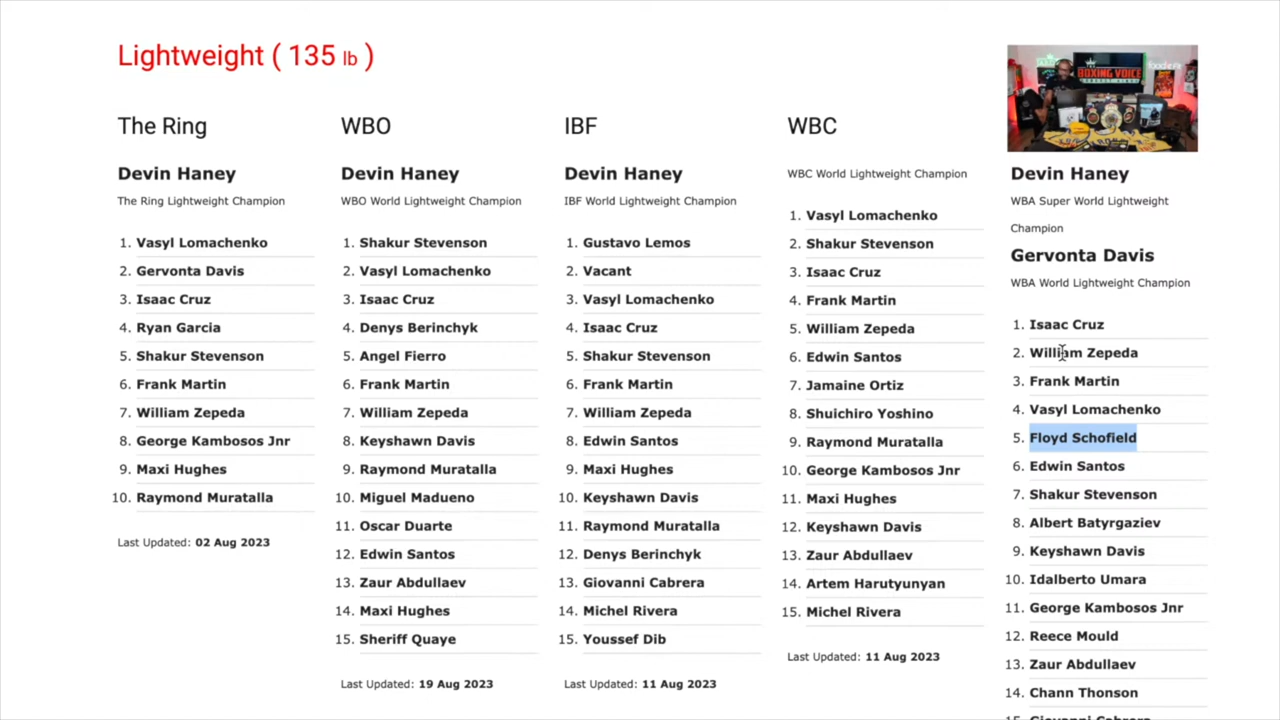 Lightweight ( 135 lb )
The Ring
Devin Haney
The Ring Lightweight Champion
1. Vasyl Lomachenko
2. Gervonta Davis
3. Isaac Cruz
4. Ryan Garcia
5. Shakur Stevenson
6. Frank Martin
7. William Zepeda
8. George Kambosos Jnr
9. Maxi Hughes
10. Raymond Muratalla
Last Updated: 02 Aug 2023
WBO
Devin Haney
WBO World Lightweight Champion
1. Shakur Stevenson
2. Vasyl Lomachenko
3. Isaac Cruz
4. Denys Berinchyk
5. Angel Fierro
6. Frank Martin
7. William Zepeda
8. Keyshawn Davis
9. Raymond Muratalla
10. Miguel Madueno
11. Oscar Duarte
12. Edwin Santos
13. Zaur Abdullaev
14. Maxi Hughes
15. Sheriff Quaye
Last Updated: 19 Aug 2023
IBF
Devin Haney
IBF World Lightweight Champion
1. Gustavo Lemos
2. Vacant
3. Vasyl Lomachenko
4. Isaac Cruz
5. Shakur Stevenson
6. Frank Martin
7. William Zepeda
8. Edwin Santos
9. Maxi Hughes
10. Keyshawn Davis
11. Raymond Muratalla
12. Denys Berinchyk
13. Giovanni Cabrera
14. Michel Rivera
15. Youssef Dib
Last Updated: 11 Aug 2023
WBC
WBC World Lightweight Champion
1. Vasyl Lomachenko
2. Shakur Stevenson
3. Isaac Cruz
4. Frank Martin
5. William Zepeda
6. Edwin Santos
7. Jamaine Ortiz
8. Shuichiro Yoshino
9. Raymond Muratalla
10. George Kambosos Jnr
11. Maxi Hughes
12. Keyshawn Davis
13. Zaur Abdullaev
14. Artem Harutyunyan
15. Michel Rivera
Last Updated: 11 Aug 2023
BOXING VOICE
Devin Haney
WBA Super World Lightweight
Champion
Gervonta Davis
WBA World Lightweight Champion
1. Isaac Cruz
2. William Zepeda
3. Frank Martin
4. Vasyl Lomachenko
5. Floyd Schofield
6. Edwin Santos
7. Shakur Stevenson
8. Albert Batyrgaziev
9. Keyshawn Davis
10. Idalberto Umara
11. George Kambosos Jnr
12. Reece Mould
13. Zaur Abdullaev
14. Chann Thonson
15. Giovanni Cabrera